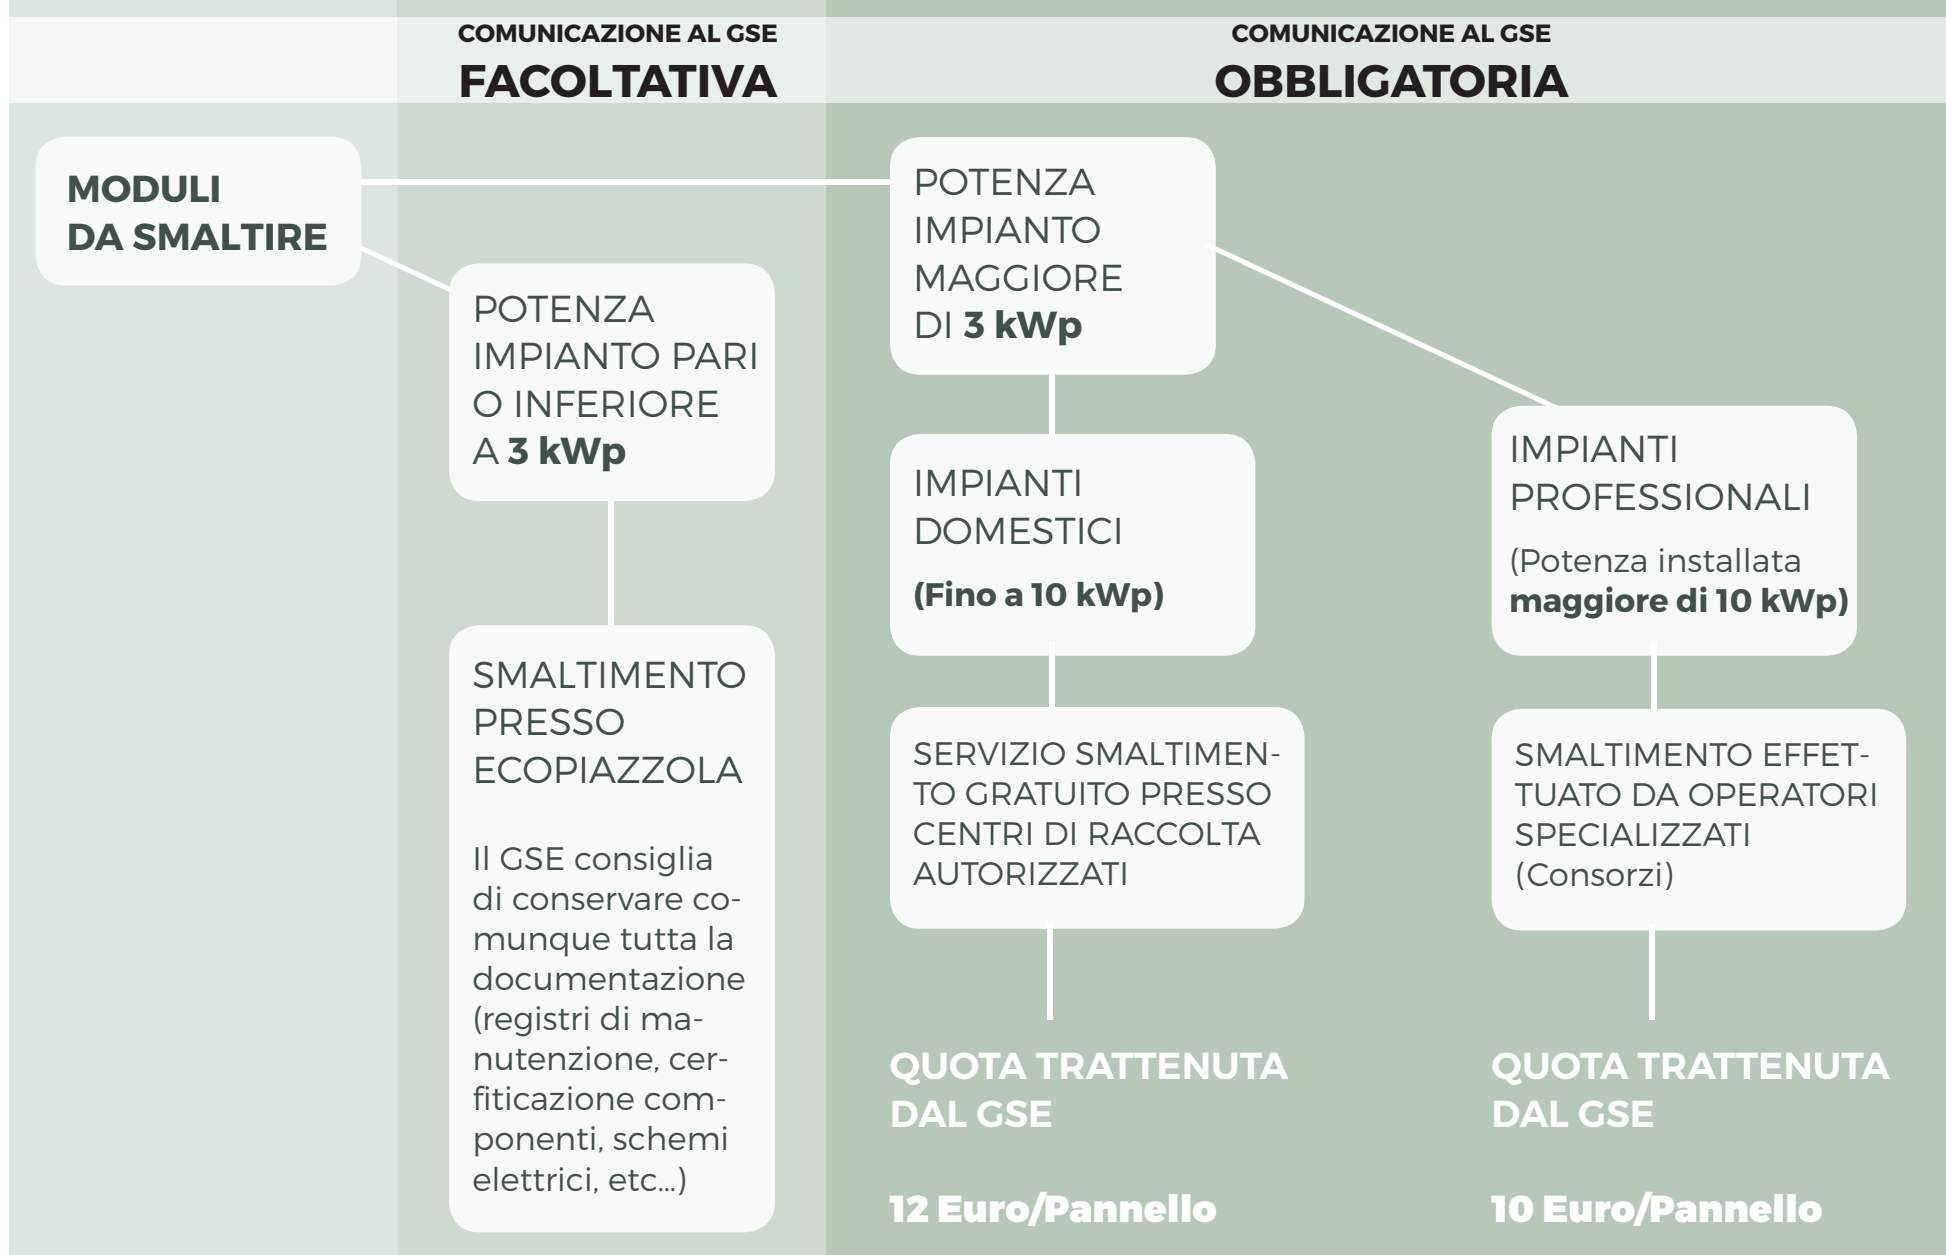 COMUNICAZIONE AL GSE
FACOLTATIVA
COMUNICAZIONE AL GSE
OBBLIGATORIA
MODULI
DA SMALTIRE
POTENZA
IMPIANTO PARI
O INFERIORE
A 3 kWp
SMALTIMENTO
PRESSO
ECOPIAZZOLA
Il GSE consiglia
di conservare co-
munque tutta la
documentazione
(registri di ma-
nutenzione, cer-
fiticazione com-
ponenti, schemi
elettrici, etc...)
POTENZA
IMPIANTO
MAGGIORE
DI 3 kWp
IMPIANTI
DOMESTICI
(Fino a 10 kWp)
SERVIZIO SMALTIMEN-
TO GRATUITO PRESSO
CENTRI DI RACCOLTA
AUTORIZZATI
QUOTA TRATTENUTA
DAL GSE
12 Euro/Pannello
IMPIANTI
PROFESSIONALI
(Potenza installata
maggiore di 10 kWp)
SMALTIMENTO EFFET-
TUATO DA OPERATORI
SPECIALIZZATI
(Consorzi)
QUOTA TRATTENUTA
DAL GSE
10 Euro/Pannello